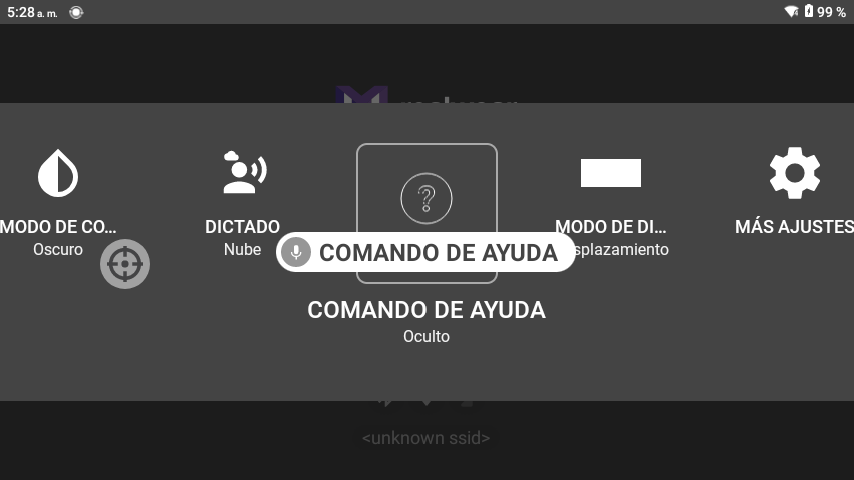 5:28 a. m.
99 %
MODO DE CO...
Oscuro
DICTADO
Nube
COMANDO DE AYUDA
COMANDO DE AYUDA
Oculto
MODO DE DI...
splazamiento
MÁS AJUSTES
<unknown ssid>